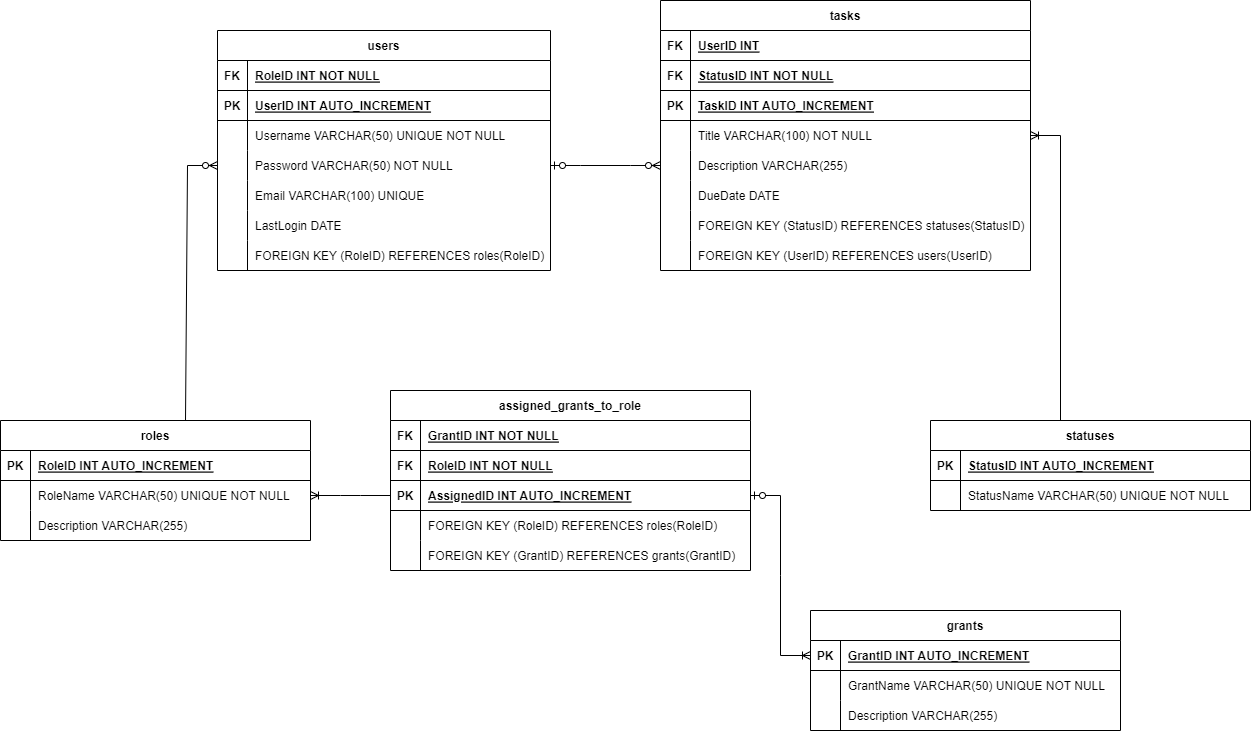 users
FK RoleID INT NOT NULL
PK UserID INT AUTO_INCREMENT
Username VARCHAR(50) UNIQUE NOT NULL
Password VARCHAR(50) NOT NULL
Email VARCHAR(100) UNIQUE
LastLogin DATE
FOREIGN KEY (RoleID) REFERENCES roles(RoleID)
tasks
FK UserID INT
FK StatusID INT NOT NULL
PK TaskID INT AUTO_INCREMENT
Title VARCHAR(100) NOT NULL
Description VARCHAR(255)
DueDate DATE
FOREIGN KEY (StatusID) REFERENCES statuses(StatusID)
FOREIGN KEY (UserID) REFERENCES users(UserID)
roles
PK RoleID INT AUTO_INCREMENT
RoleName VARCHAR(50) UNIQUE NOT NULL
Description VARCHAR(255)
assigned_grants_to_role
FK GrantID INT NOT NULL
FK RoleID INT NOT NULL
PK AssignedID INT AUTO_INCREMENT
FOREIGN KEY (RoleID) REFERENCES roles(RoleID)
FOREIGN KEY (GrantID) REFERENCES grants(GrantID)
statuses
PK StatusID INT AUTO_INCREMENT
StatusName VARCHAR(50) UNIQUE NOT NULL
grants
PK GrantID INT AUTO_INCREMENT
GrantName VARCHAR(50) UNIQUE NOT NULL
Description VARCHAR(255)